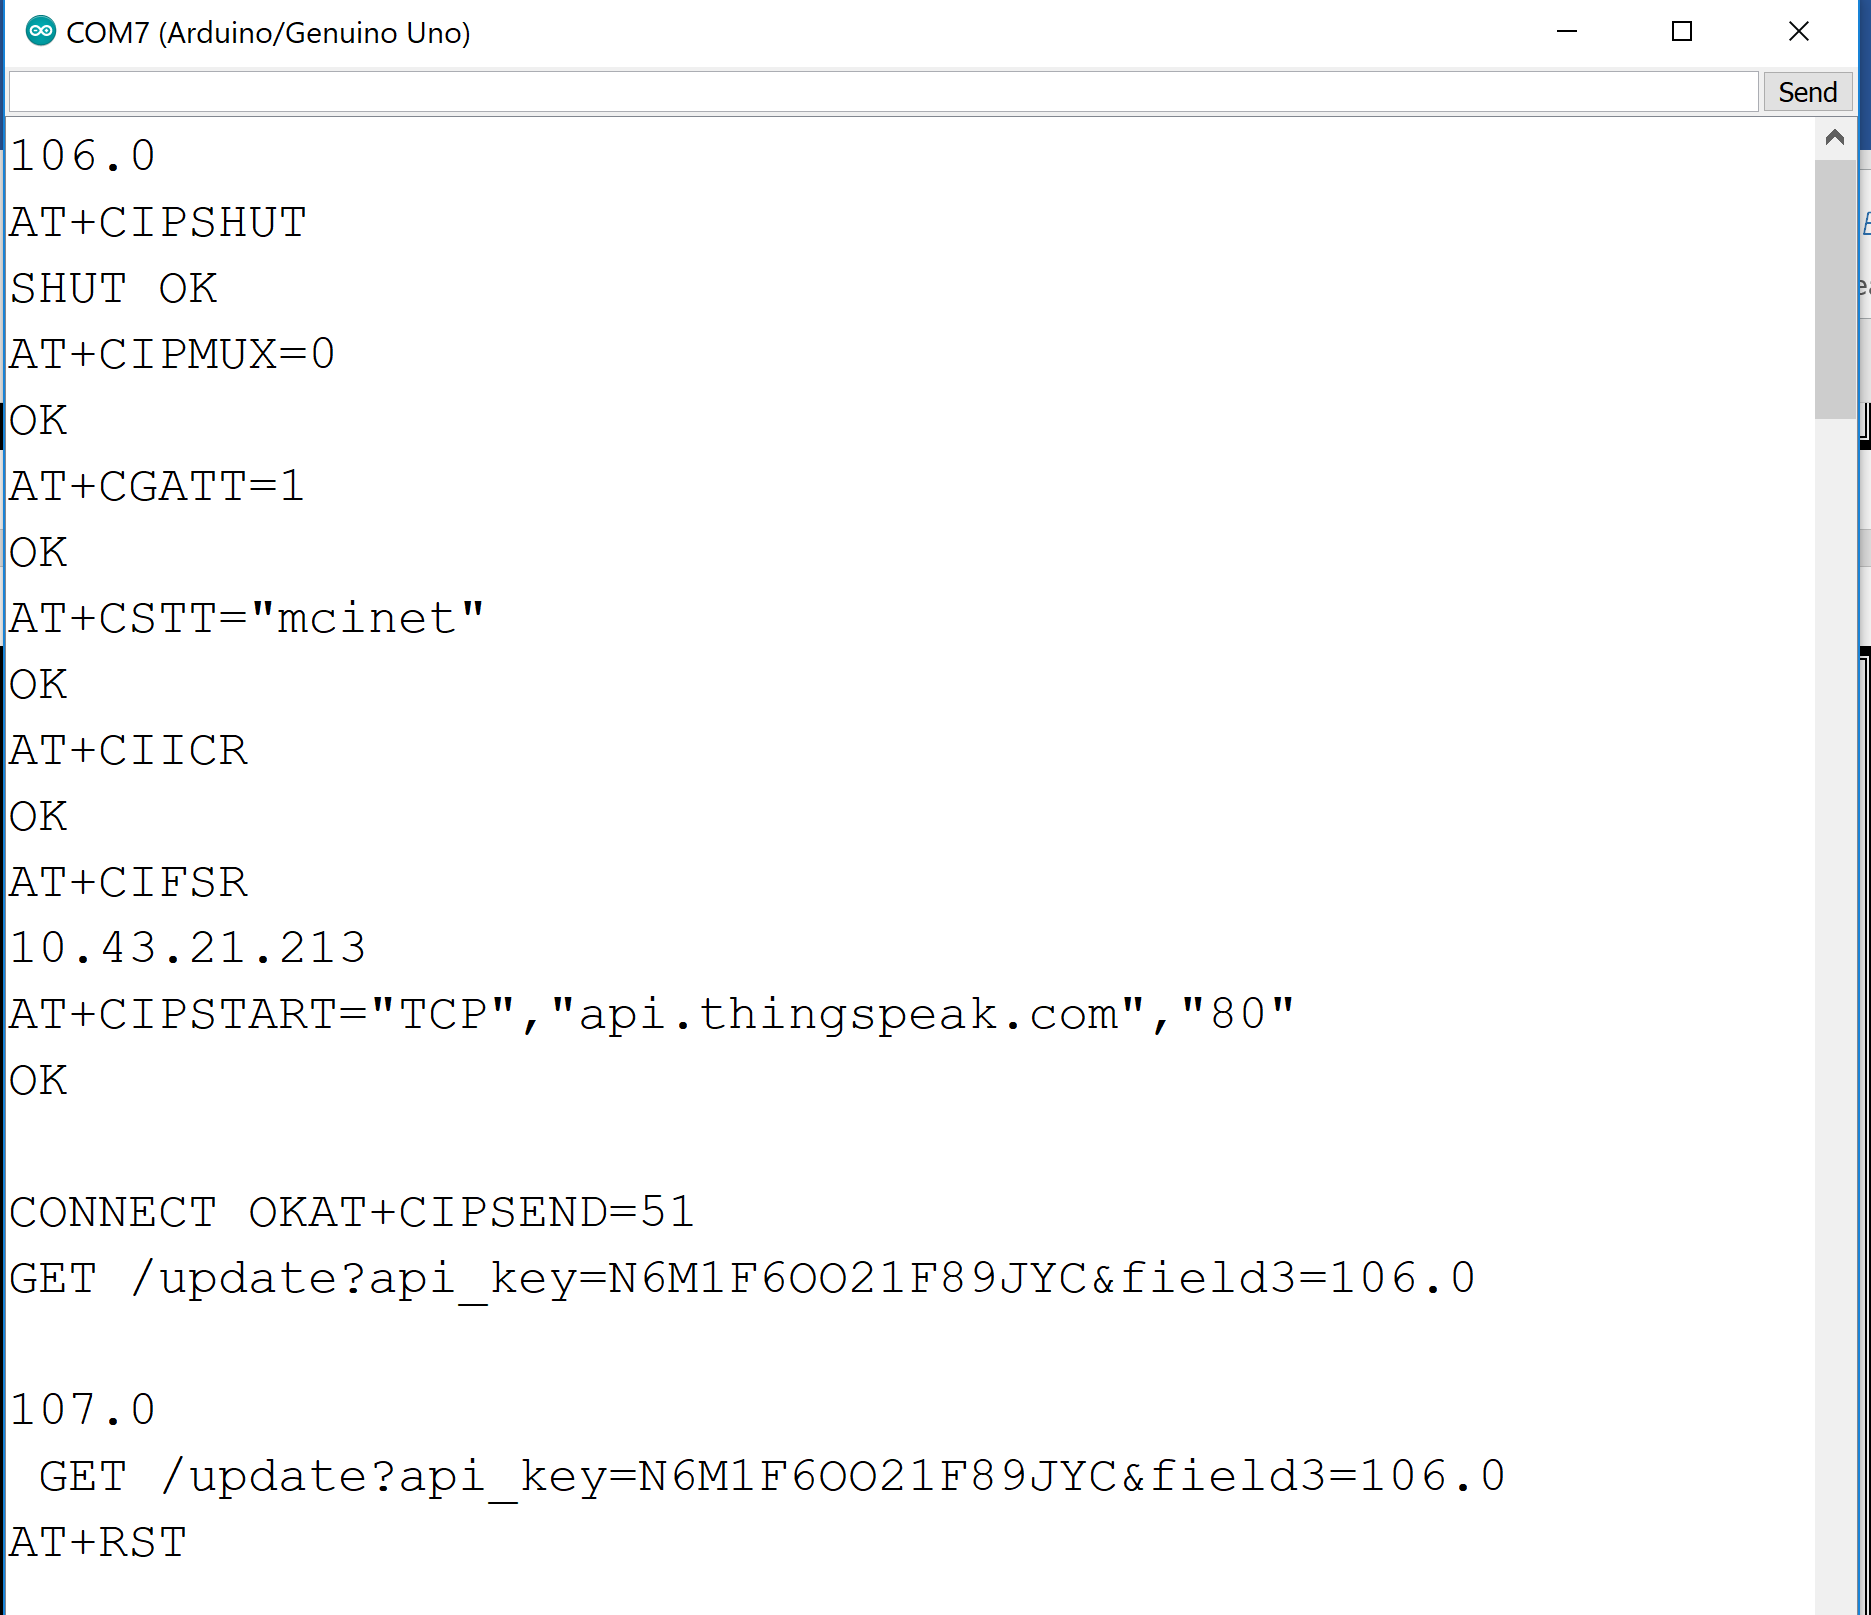 COM7 (Arduino/Genuino Uno)
Send
106.0
AT+CIPSHUT
SHUT OK
AT+CIPMUX=0
OK
AT+CGATT=1
OK
AT+CSTT="mcinet"
OK
AT+CIICR
OK
AT+CIFSR
10.43.21.213
AT+CIPSTART="TCP","api.thingspeak.com","80"
OK
CONNECT OKAT+CIPSEND=51
GET /update?api_key=N6M1F6OO21F89JYC&field3=106.0
107.0
GET /update?api_key=N6M1F6OO21F89JYC&field3=106.0
AT+RST